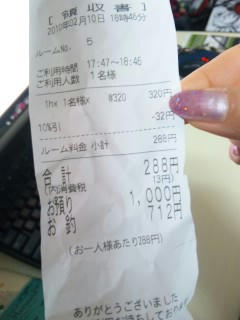 [ 領 収 書 ]
2010年02月10日 18時46分
ルームNo. 5
ご利用時間 17:47~18:46
ご利用人数 1 名様
1hx 1名様x @320 320円
10%引 -32円
ルーム料金 小計 288円
合 計 288円
(内消費税 13円)
お預り 1,000円
お釣 712円
(お一人様あたり288円)
ありがとうございました